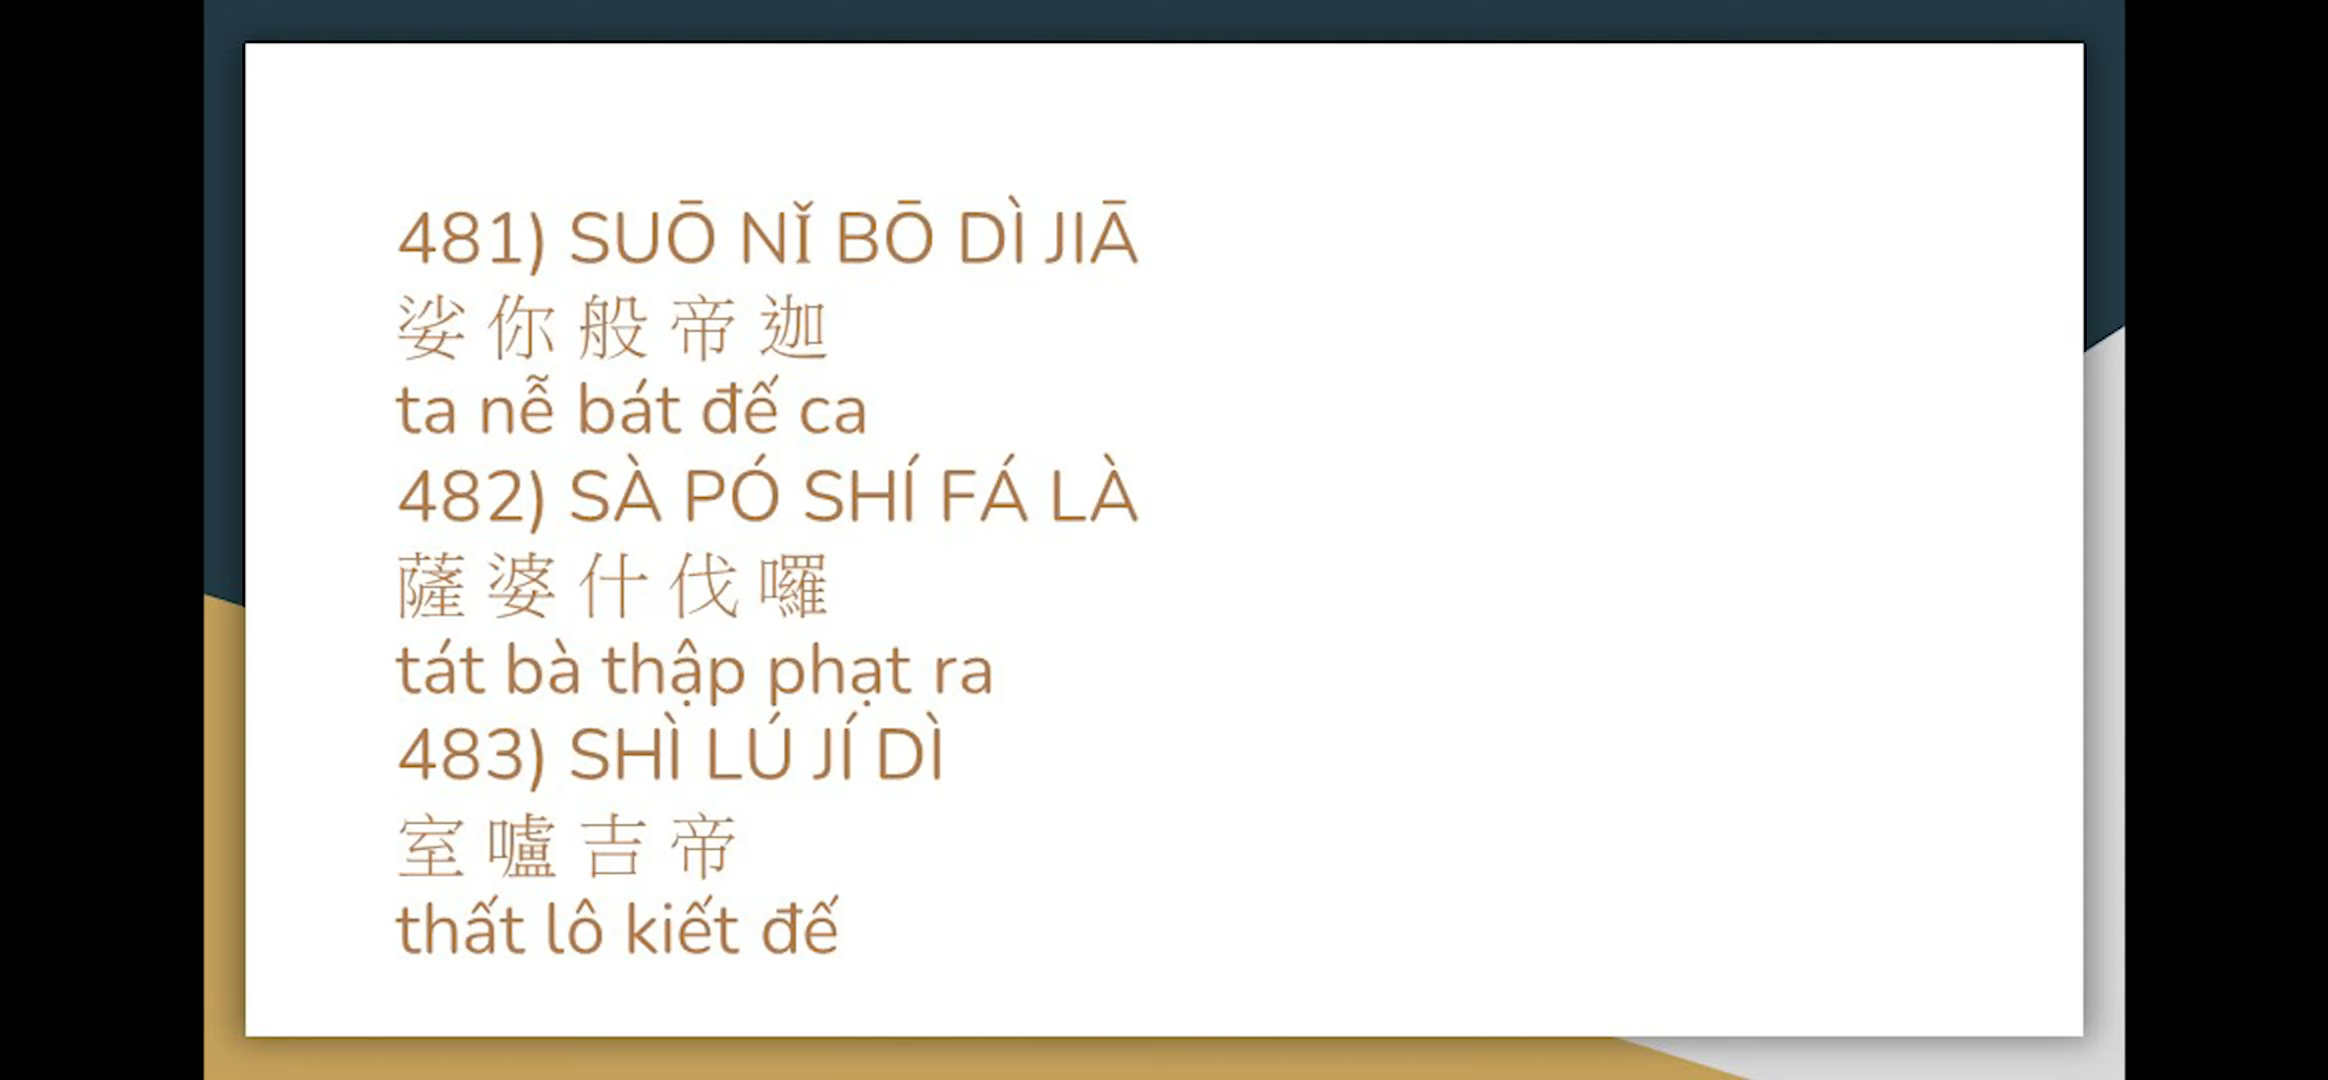 481) SUŌ NǏ BŌ DÌ JIĀ
娑 你 般 帝 迦
ta nễ bát đế ca
482) SÀ PÓ SHÍ FÁ LÀ
薩 婆 什 伐 囉
tát bà thập phạt ra
483) SHÌ LÚ JÍ DÌ
室 嚧 吉 帝
thất lô kiết đế